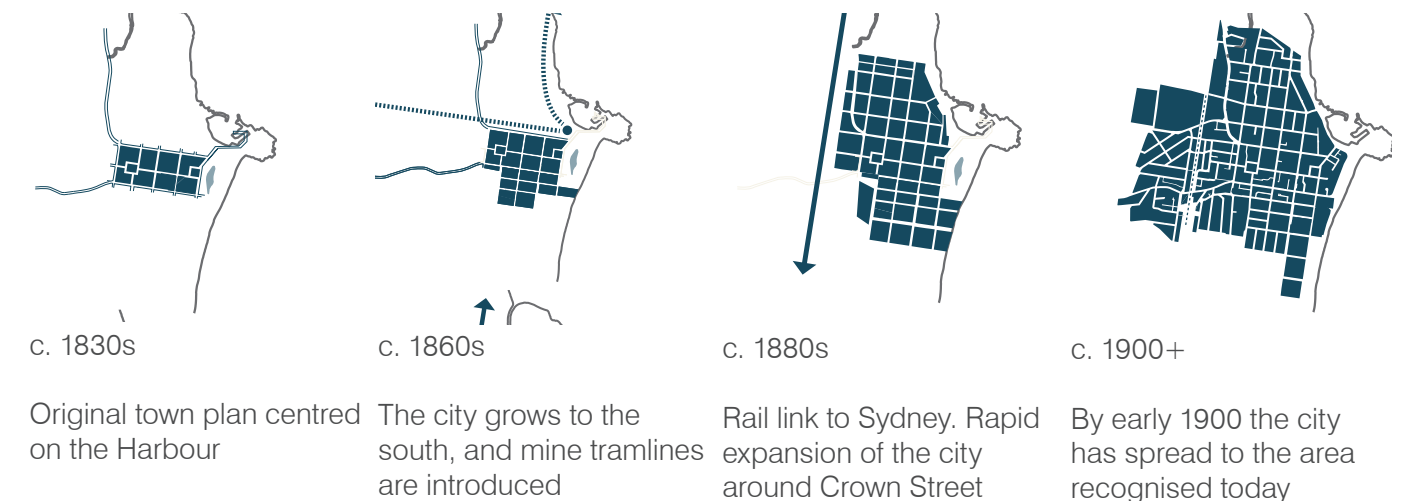 c. 1830s
Original town plan centred
on the Harbour
c. 1860s
The city grows to the
south, and mine tramlines
are introduced
c. 1880s
Rail link to Sydney. Rapid
expansion of the city
around Crown Street
c. 1900+
By early 1900 the city
has spread to the area
recognised today